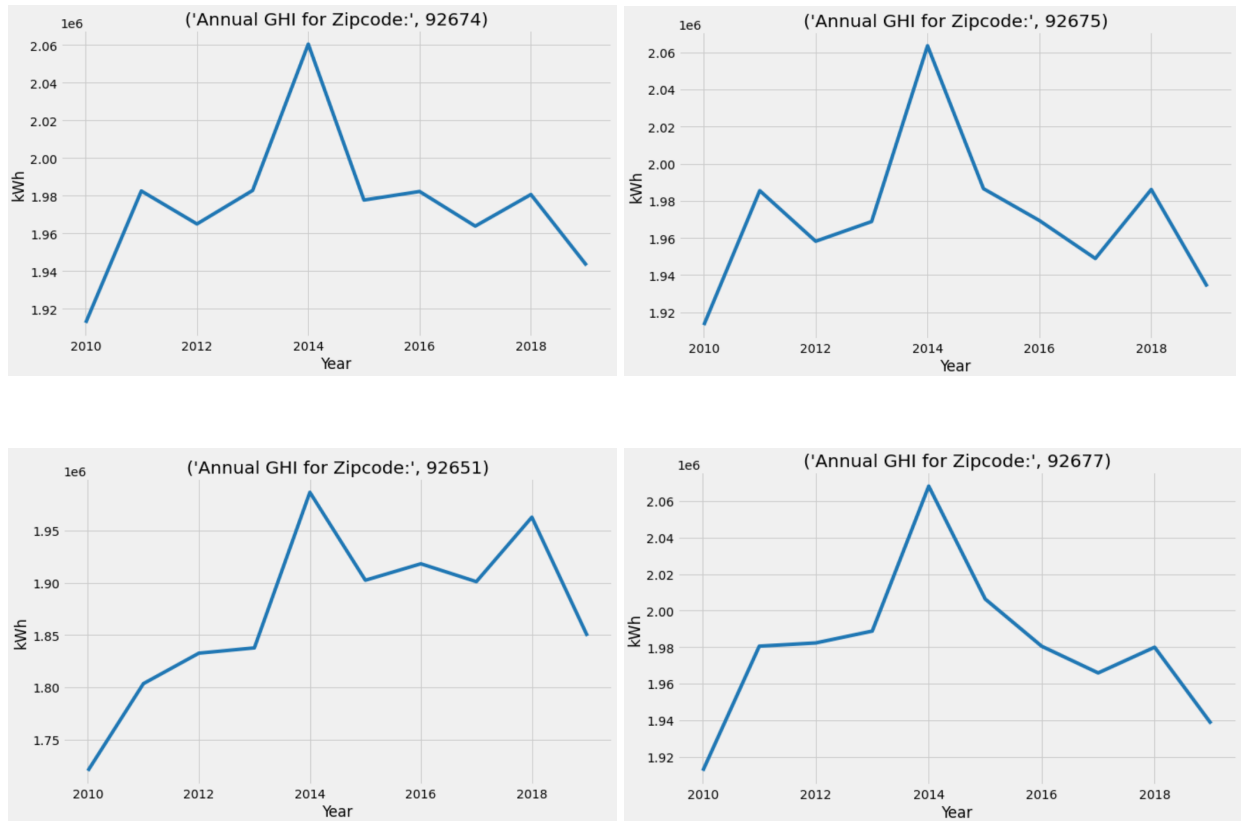 ('Annual GHI for Zipcode:', 92674)
1e6
2.06
2.04
2.02
2.00
1.98
1.96
1.94
1.92
kWh
2010 2012 2014 2016 2018
Year
('Annual GHI for Zipcode:', 92675)
1e6
2.06
2.04
2.02
2.00
1.98
1.96
1.94
1.92
kWh
2010 2012 2014 2016 2018
Year
('Annual GHI for Zipcode:', 92651)
1e6
1.95
1.90
1.85
1.80
1.75
kWh
2010 2012 2014 2016 2018
Year
('Annual GHI for Zipcode:', 92677)
1e6
2.06
2.04
2.02
2.00
1.98
1.96
1.94
1.92
kWh
2010 2012 2014 2016 2018
Year